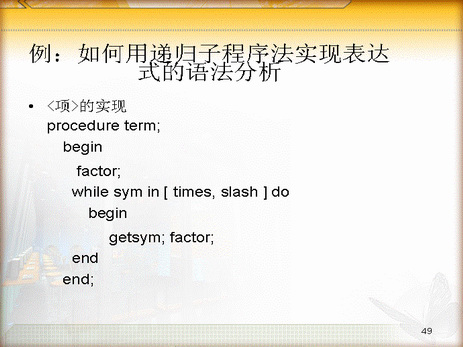 例：如何用递归子程序法实现表达
式的语法分析
• <项>的实现
procedure term;
begin
factor;
while sym in [ times, slash ] do
begin
getsym; factor;
end
end;
49